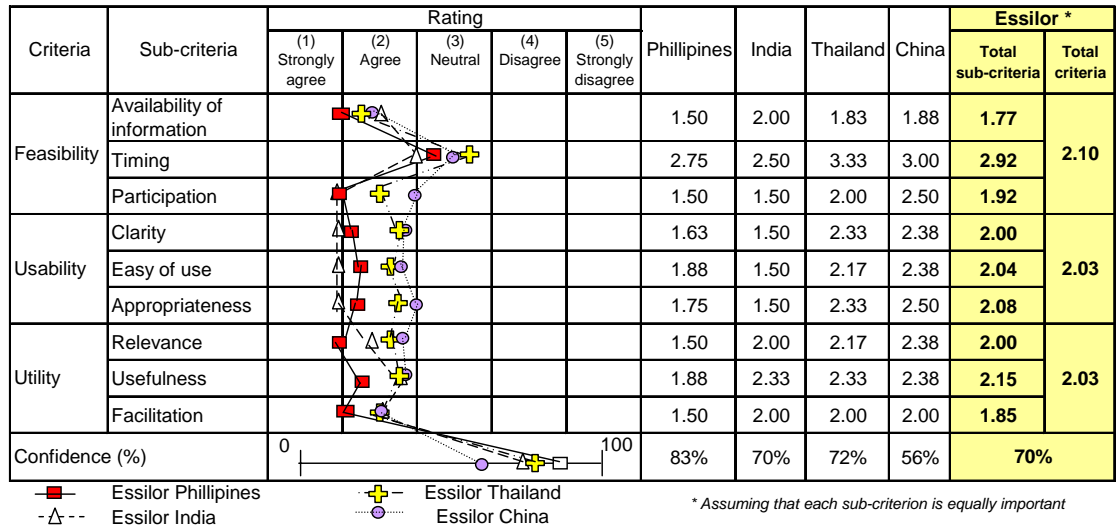 Criteria Sub-criteria Rating Phillipines India Thailand China Essilor *
(1) Strongly agree (2) Agree (3) Neutral (4) Disagree (5) Strongly disagree Total sub-criteria Total criteria
Feasibility Availability of information 1.50 2.00 1.83 1.88 1.77 2.10
Timing 2.75 2.50 3.33 3.00 2.92
Participation 1.50 1.50 2.00 2.50 1.92
Usability Clarity 1.63 1.50 2.33 2.38 2.00 2.03
Easy of use 1.88 1.50 2.17 2.38 2.04
Appropriateness 1.75 1.50 2.33 2.50 2.08
Utility Relevance 1.50 2.00 2.17 2.38 2.00 2.03
Usefulness 1.88 2.33 2.33 2.38 2.15
Facilitation 1.50 2.00 2.00 2.00 1.85
Confidence (%) 0 100 83% 70% 72% 56% 70%
Essilor Phillipines Essilor Thailand
Essilor India Essilor China
* Assuming that each sub-criterion is equally important